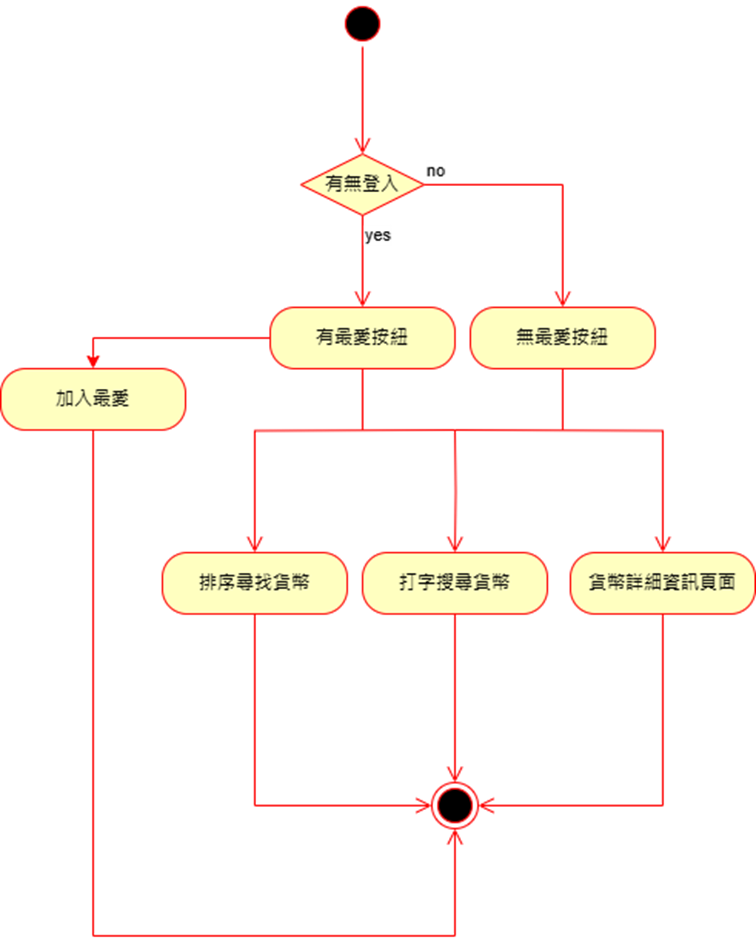 有無登入
no
yes
有最愛按紐
無最愛按鈕
加入最愛
排序尋找貨幣
打字搜尋貨幣
貨幣詳細資訊頁面